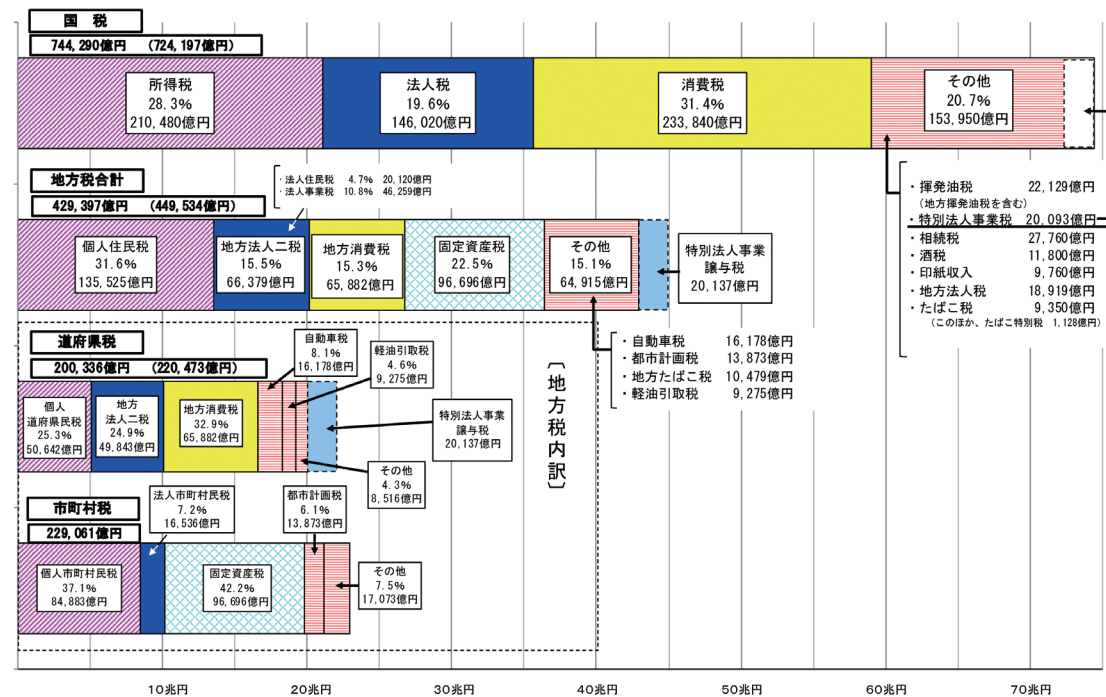 国 税
744,290億円 (724,197億円)
所得税
28.3%
210,480億円
法人税
19.6%
146,020億円
消費税
31.4%
233,840億円
その他
20.7%
153,950億円
・揮発油税 22,129億円
(地方揮発油税を含む)
・特別法人事業税 20,093億円
・相続税 27,760億円
・酒税 11,800億円
・印紙収入 9,760億円
・地方法人税 18,919億円
・たばこ税 9,350億円
(このほか、たばこ特別税 1,128億円)
地方税合計
429,397億円 (449,534億円)
・法人住民税 4.7% 20,120億円
・法人事業税 10.8% 46,259億円
個人住民税
31.6%
135,525億円
地方法人二税
15.5%
66,379億円
地方消費税
15.3%
65,882億円
固定資産税
22.5%
96,696億円
その他
15.1%
64,915億円
特別法人事業
譲与税
20,137億円
・自動車税 16,178億円
・都市計画税 13,873億円
・地方たばこ税 10,479億円
・軽油引取税 9,275億円
〔地方税内訳〕
道府県税
200,336億円 (220,473億円)
個人
道府県民税
25.3%
50,642億円
地方
法人二税
24.9%
49,843億円
地方消費税
32.9%
65,882億円
自動車税
8.1%
16,178億円
軽油引取税
4.6%
9,275億円
その他
4.3%
8,516億円
特別法人事業
譲与税
20,137億円
市町村税
229,061億円
個人市町村民税
37.1%
84,883億円
法人市町村民税
7.2%
16,536億円
固定資産税
42.2%
96,696億円
都市計画税
6.1%
13,873億円
その他
7.5%
17,073億円
10兆円 20兆円 30兆円 40兆円 50兆円 60兆円 70兆円